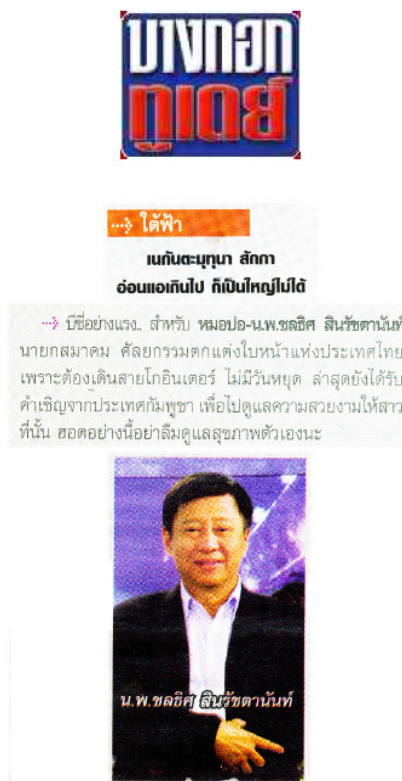 บางกอก
ทูเดย์
ใต้ฟ้า
เนกันตะมุทุนา สักกา
อ่อนแอเกินไป ก็เป็นใหญ่ไม่ได้
บีซี่อย่างแรง.. สำหรับ หมอปอ-น.พ.ชลธิศ สินรัชตานันท์
นายกสมาคม ศัลยกรรมตกแต่งใบหน้าแห่งประเทศไทย
เพราะต้องเดินสายโกอินเตอร์ ไม่มีวันหยุด ล่าสุดยังได้รับ
คำเชิญจากประเทศกัมพูชา เพื่อไปดูแลความสวยงามให้สาว
ที่นั้น ฮอตอย่างนี้อย่าลืมดูแลสุขภาพตัวเองนะ
น.พ.ชลธิศ สินรัชตานันท์